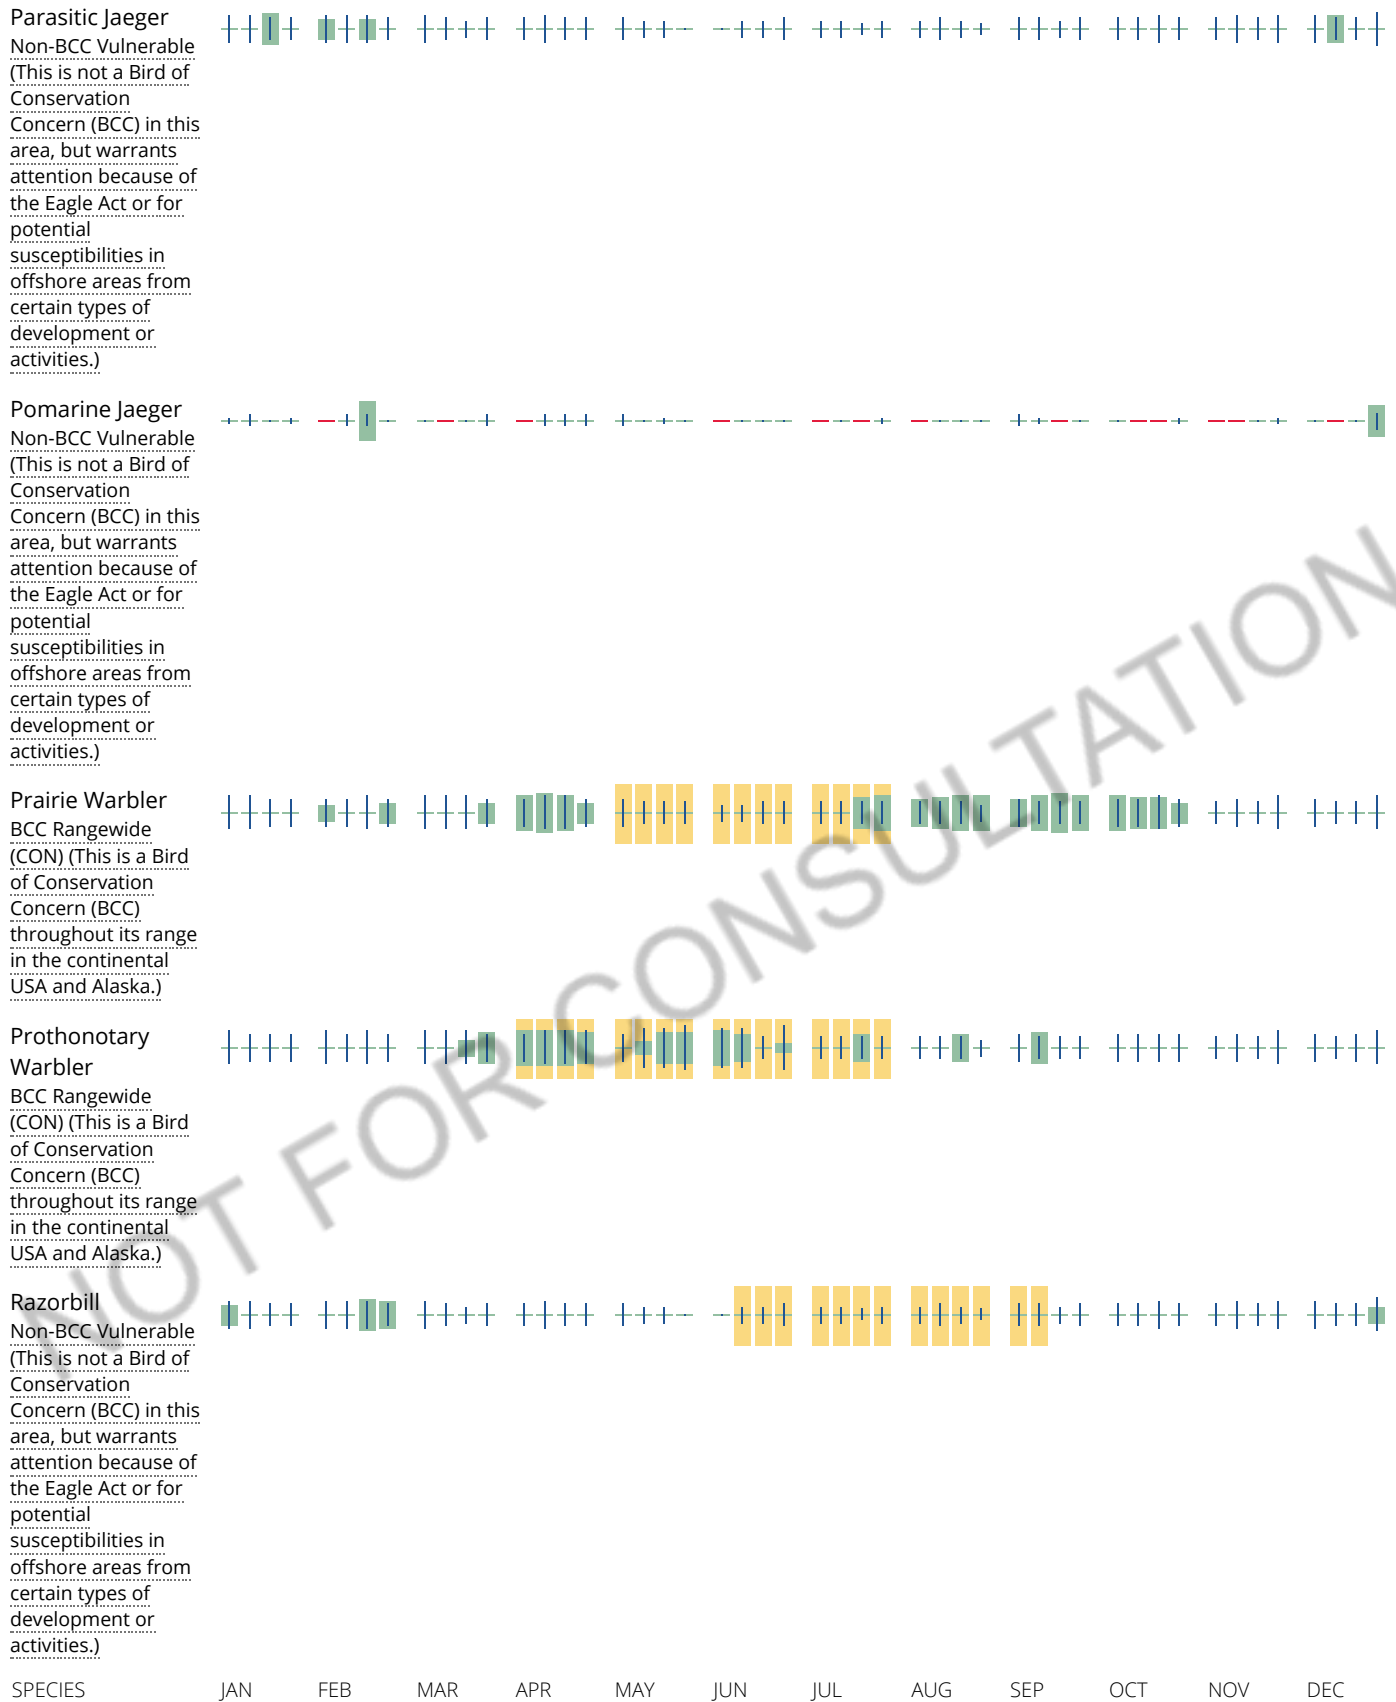 Parasitic Jaeger
Non-BCC Vulnerable
(This is not a Bird of
Conservation
Concern (BCC) in this
area, but warrants
attention because of
the Eagle Act or for
potential
susceptibilities in
offshore areas from
certain types of
development or
activities.)
Pomarine Jaeger
Non-BCC Vulnerable
(This is not a Bird of
Conservation
Concern (BCC) in this
area, but warrants
attention because of
the Eagle Act or for
potential
susceptibilities in
offshore areas from
certain types of
development or
activities.)
Prairie Warbler
BCC Rangewide
(CON) (This is a Bird
of Conservation
Concern (BCC)
throughout its range
in the continental
USA and Alaska.)
Prothonotary
Warbler
BCC Rangewide
(CON) (This is a Bird
of Conservation
Concern (BCC)
throughout its range
in the continental
USA and Alaska.)
Razorbill
Non-BCC Vulnerable
(This is not a Bird of
Conservation
Concern (BCC) in this
area, but warrants
attention because of
the Eagle Act or for
potential
susceptibilities in
offshore areas from
certain types of
development or
activities.)
SPECIES JAN FEB MAR APR MAY JUN JUL AUG SEP OCT NOV DEC
NOT FOR CONSULTATION